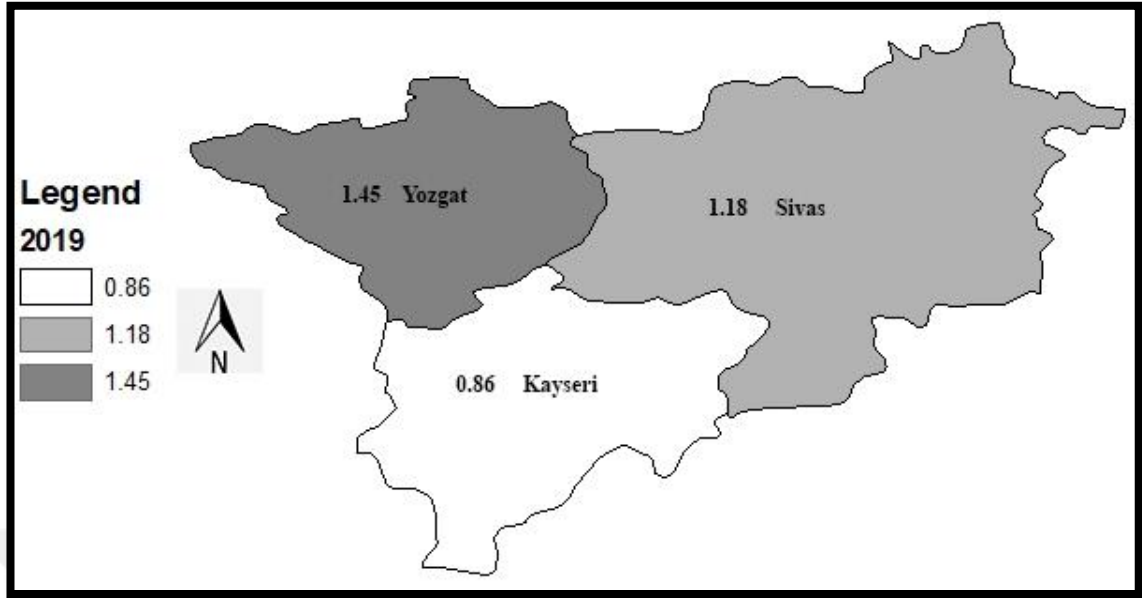 Legend
2019
0.86
1.18
1.45
N
1.45 Yozgat
1.18 Sivas
0.86 Kayseri